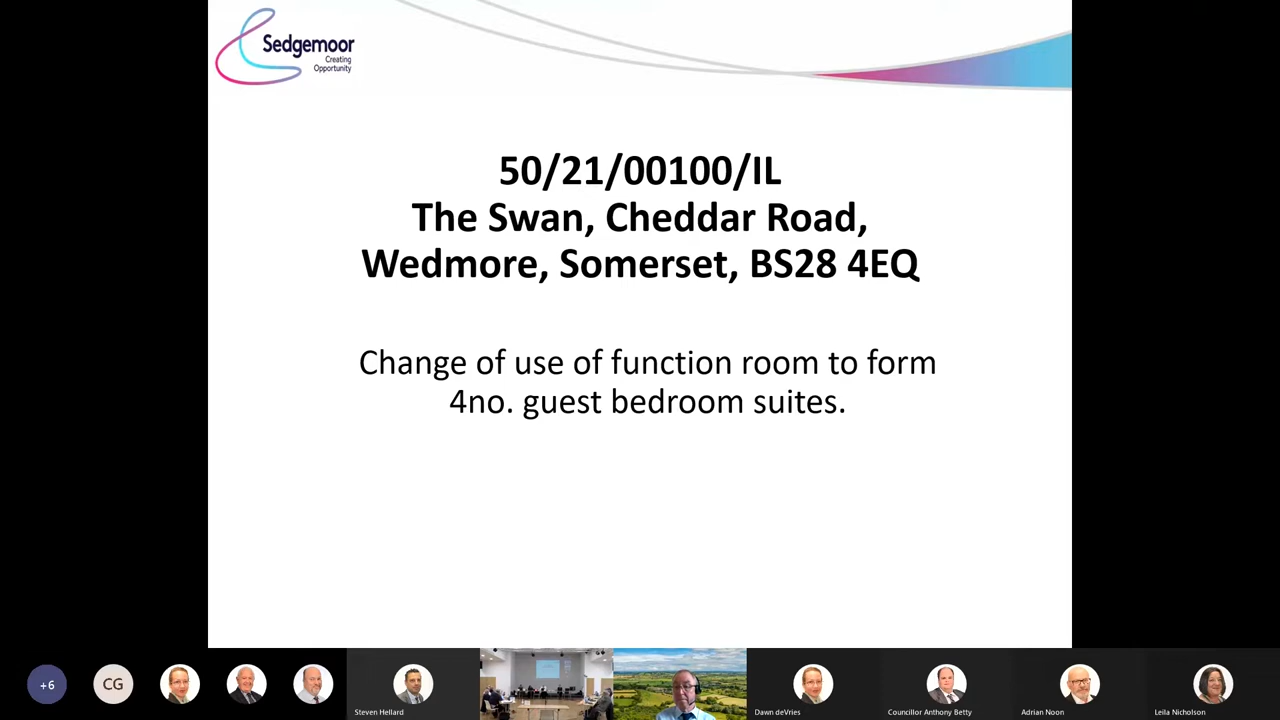 Sedgemoor
Creating
Opportunity
50/21/00100/IL
The Swan, Cheddar Road,
Wedmore, Somerset, BS28 4EQ
Change of use of function room to form
4no. guest bedroom suites.
+6
CG
Steven Hellard
Dawn deVries
Councillor Anthony Betty
Adrian Noon
Leila Nicholson